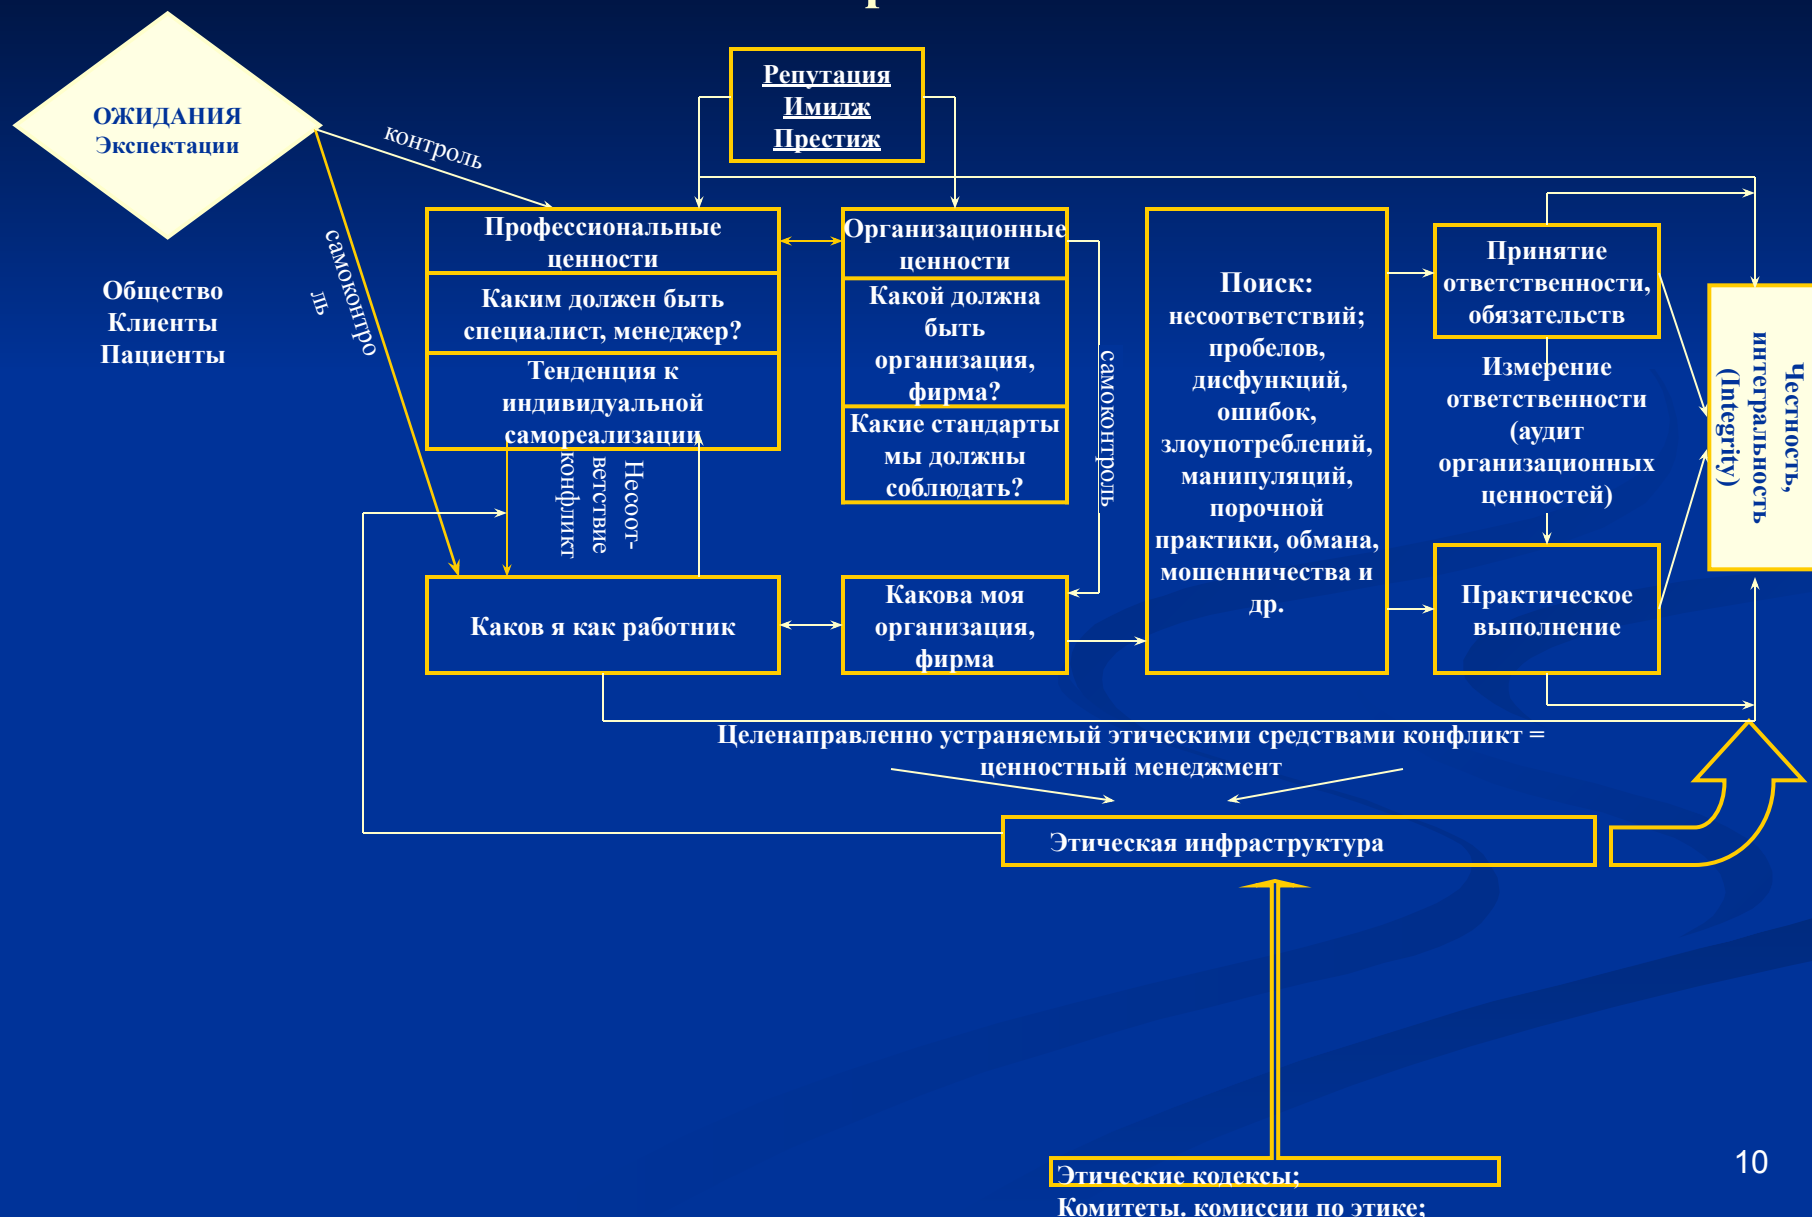 ОЖИДАНИЯ
Экспектации
Общество
Клиенты
Пациенты
контроль
самоконтро
ль
Репутация
Имидж
Престиж
Профессиональные
ценности
Каким должен быть
специалист, менеджер?
Тенденция к
индивидуальной
самореализации
Несоот-
ветствие
конфликт
Каков я как работник
Организационные
ценности
Какой должна
быть
организация,
фирма?
Какие стандарты
мы должны
соблюдать?
самоконтроль
Какова моя
организация,
фирма
Поиск:
несоответствий;
пробелов,
дисфункций,
ошибок,
злоупотреблений,
манипуляций,
порочной
практики, обмана,
мошенничества и
др.
Принятие
ответственности,
обязательств
Измерение
ответственности
(аудит
организационных
ценностей)
Практическое
выполнение
Честность,
интегральность
(Integrity)
Целенаправленно устраняемый этическими средствами конфликт =
ценностный менеджмент
Этическая инфраструктура
Этические кодексы;
Комитеты. комиссии по этике;
10